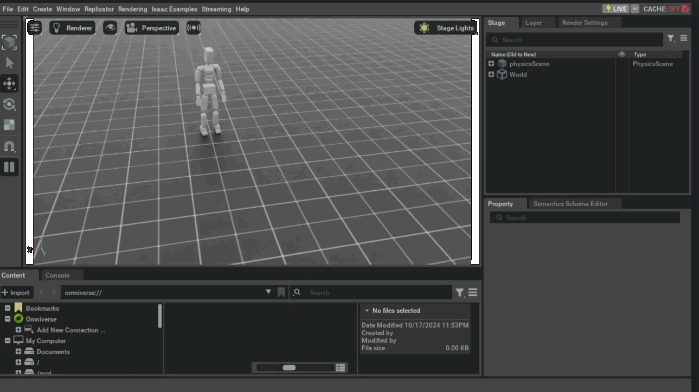 File Edit Create Window Replicator Rendering Isaac Examples Streaming Help
LIVE CACHE:OFF
Renderer Perspective Stage Lights
Stage Layer Render Settings
Search
Name (Old to New) Type
physicsScene PhysicsScene
World
Property Semantics Schema Editor
Search
Content Console
Import omniverse:// Search
Bookmarks
Omniverse
Add New Connection ...
My Computer
Documents
/
No files selected
Date Modified 10/17/2024 11:53PM
Created by
Modified by
File size 0.00 KB